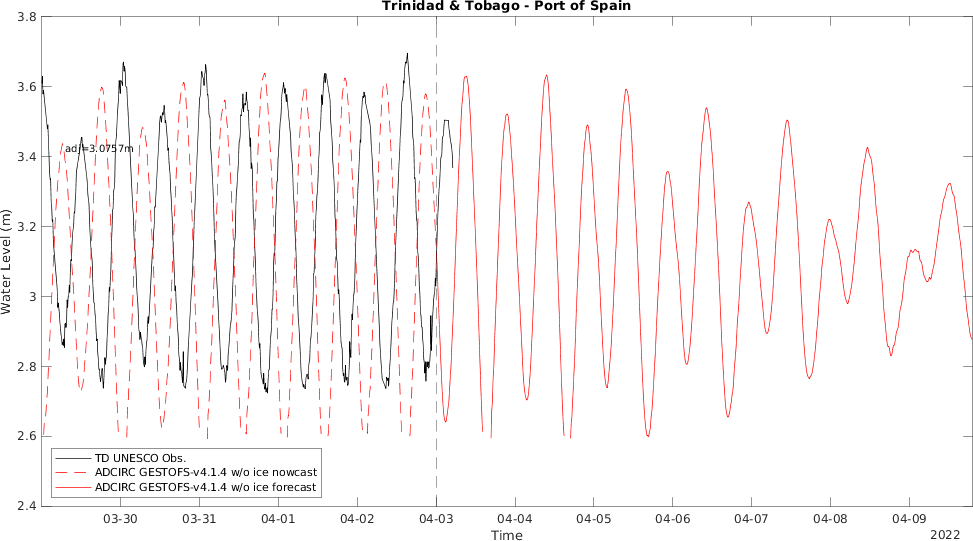 Trinidad & Tobago - Port of Spain
3.8
3.6
3.4
3.2
3
2.8
2.6
2.4
Water Level (m)
adj=3.0757m
TD UNESCO Obs.
ADCIRC GESTOFS-v4.1.4 w/o ice nowcast
ADCIRC GESTOFS-v4.1.4 w/o ice forecast
03-30 03-31 04-01 04-02 04-03 04-04 04-05 04-06 04-07 04-08 04-09
Time
2022